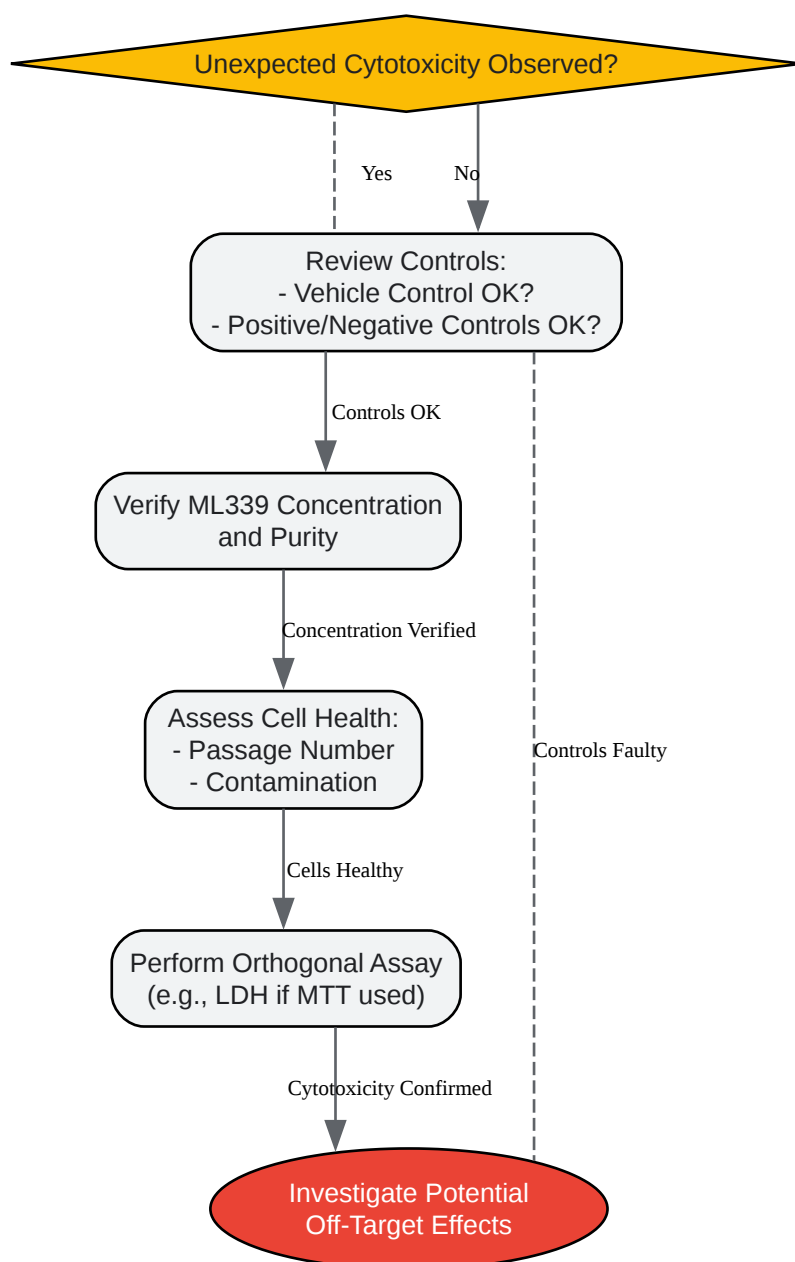 Unexpected Cytotoxicity Observed?
Yes
No
Review Controls:
- Vehicle Control OK?
- Positive/Negative Controls OK?
Controls OK
Verify ML339 Concentration
and Purity
Concentration Verified
Assess Cell Health:
- Passage Number
- Contamination
Controls Faulty
Cells Healthy
Perform Orthogonal Assay
(e.g., LDH if MTT used)
Cytotoxicity Confirmed
Investigate Potential
Off-Target Effects